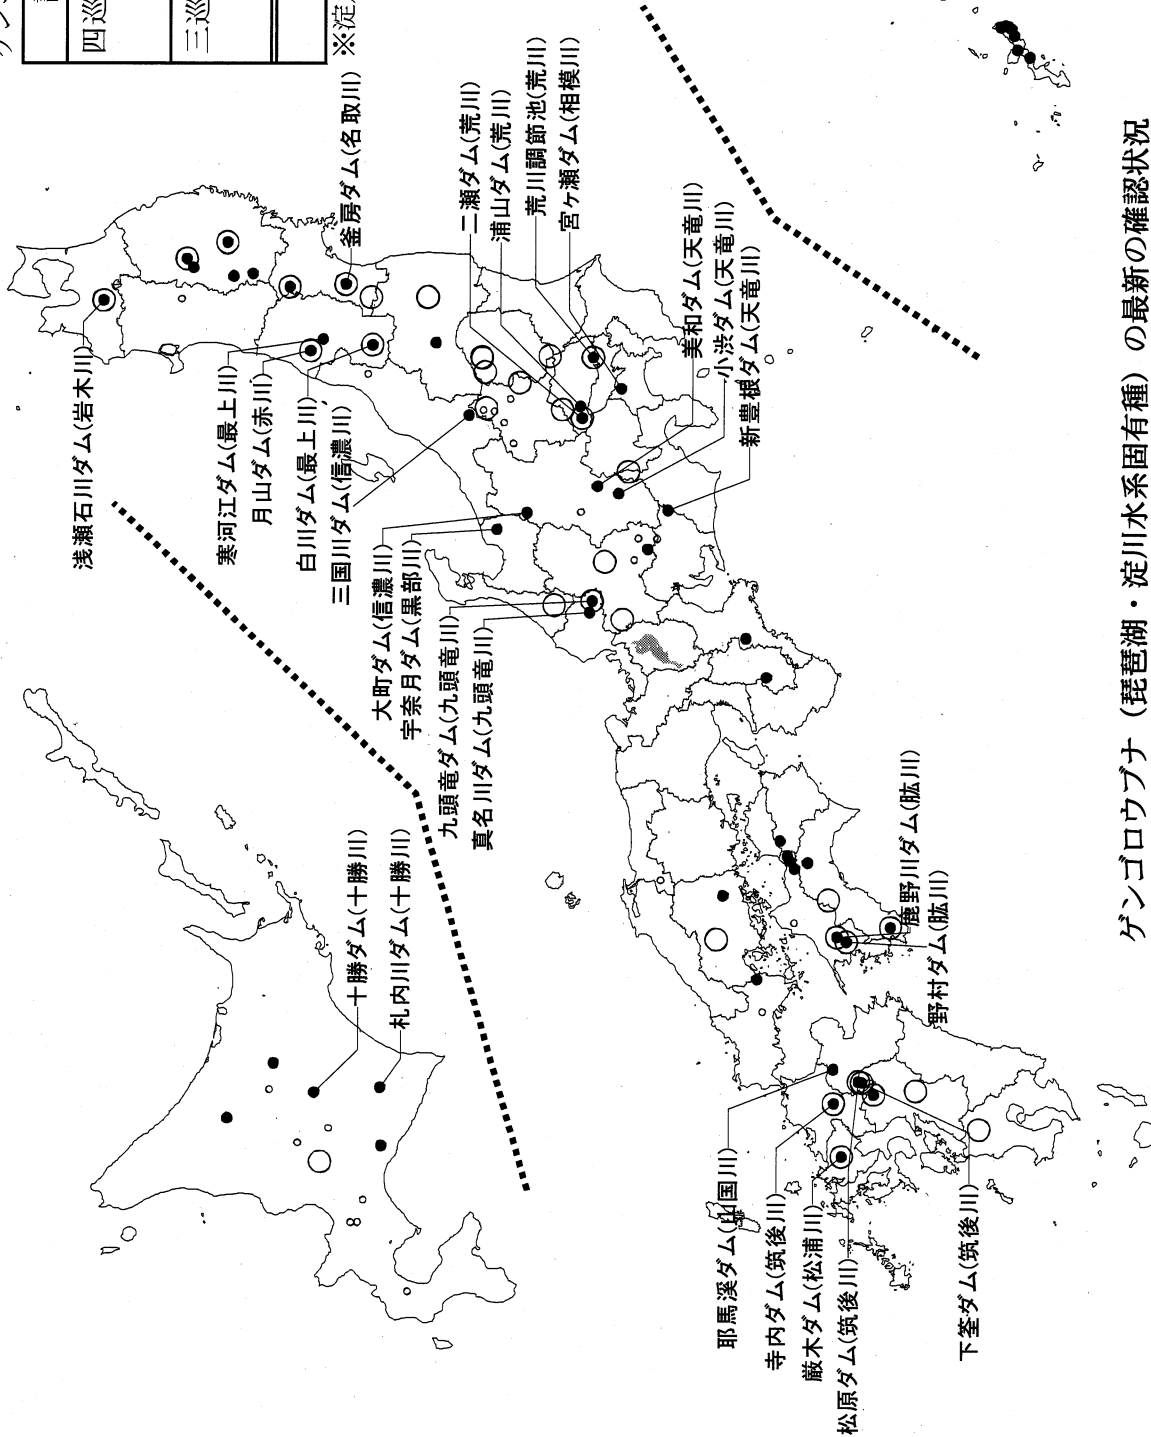 四巡
三巡
※淀
釜房ダム(名取川)
二瀬ダム(荒川)
浦山ダム(荒川)
荒川調節池(荒川)
宮ヶ瀬ダム(相模川)
美和ダム(天竜川)
小渋ダム(天竜川)
新豊根ダム(天竜川)
浅瀬石川ダム(岩木川)
寒河江ダム(最上川)
月山ダム(赤川)
白川ダム(最上川)
三国川ダム(信濃川)
大町ダム(信濃川)
宇奈月ダム(黒部川)
九頭竜ダム(九頭竜川)
真名川ダム(九頭竜川)
十勝ダム(十勝川)
札内川ダム(十勝川)
鹿野川ダム(肱川)
野村ダム(肱川)
耶馬溪ダム(山国川)
寺内ダム(筑後川)
厳木ダム(松浦川)
松原ダム(筑後川)
下筌ダム(筑後川)
ゲンゴロウブナ（琵琶湖・淀川水系固有種）の最新の確認状況